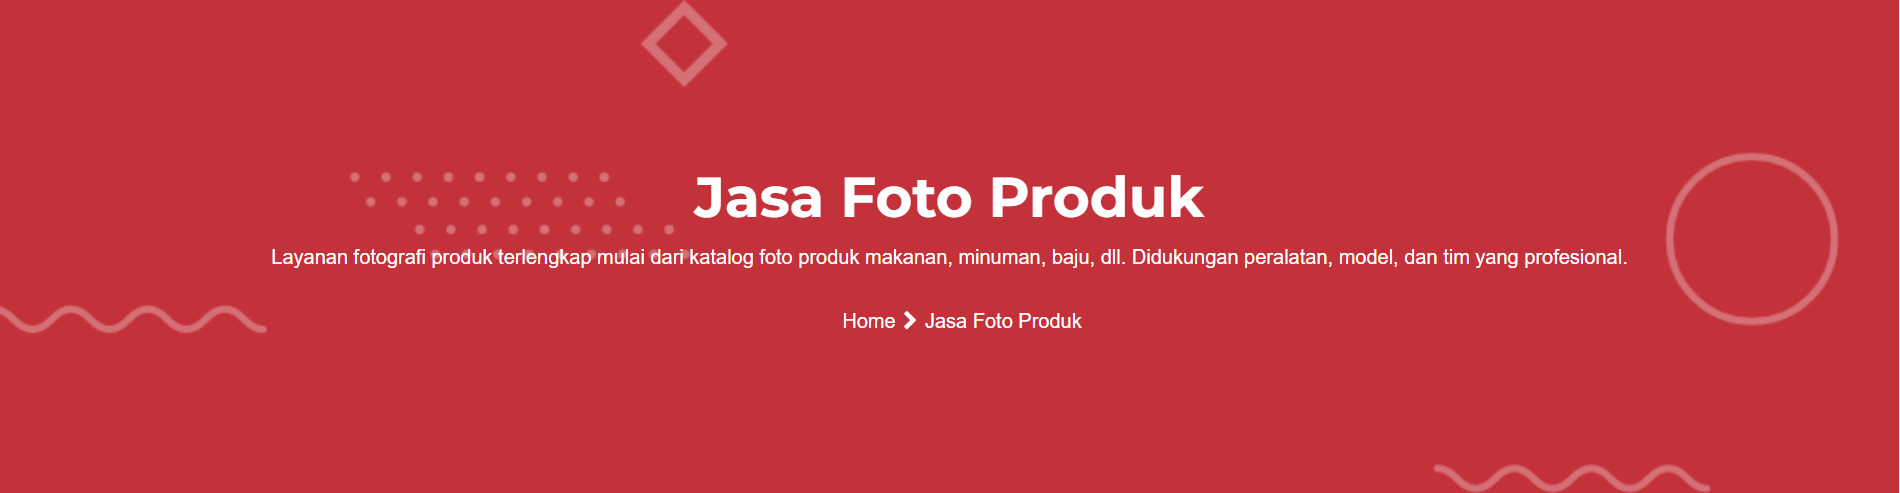 Jasa Foto Produk
Layanan fotografi produk terlengkap mulai dari katalog foto produk makanan, minuman, baju, dll. Didukungan peralatan, model, dan tim yang profesional.
Home > Jasa Foto Produk